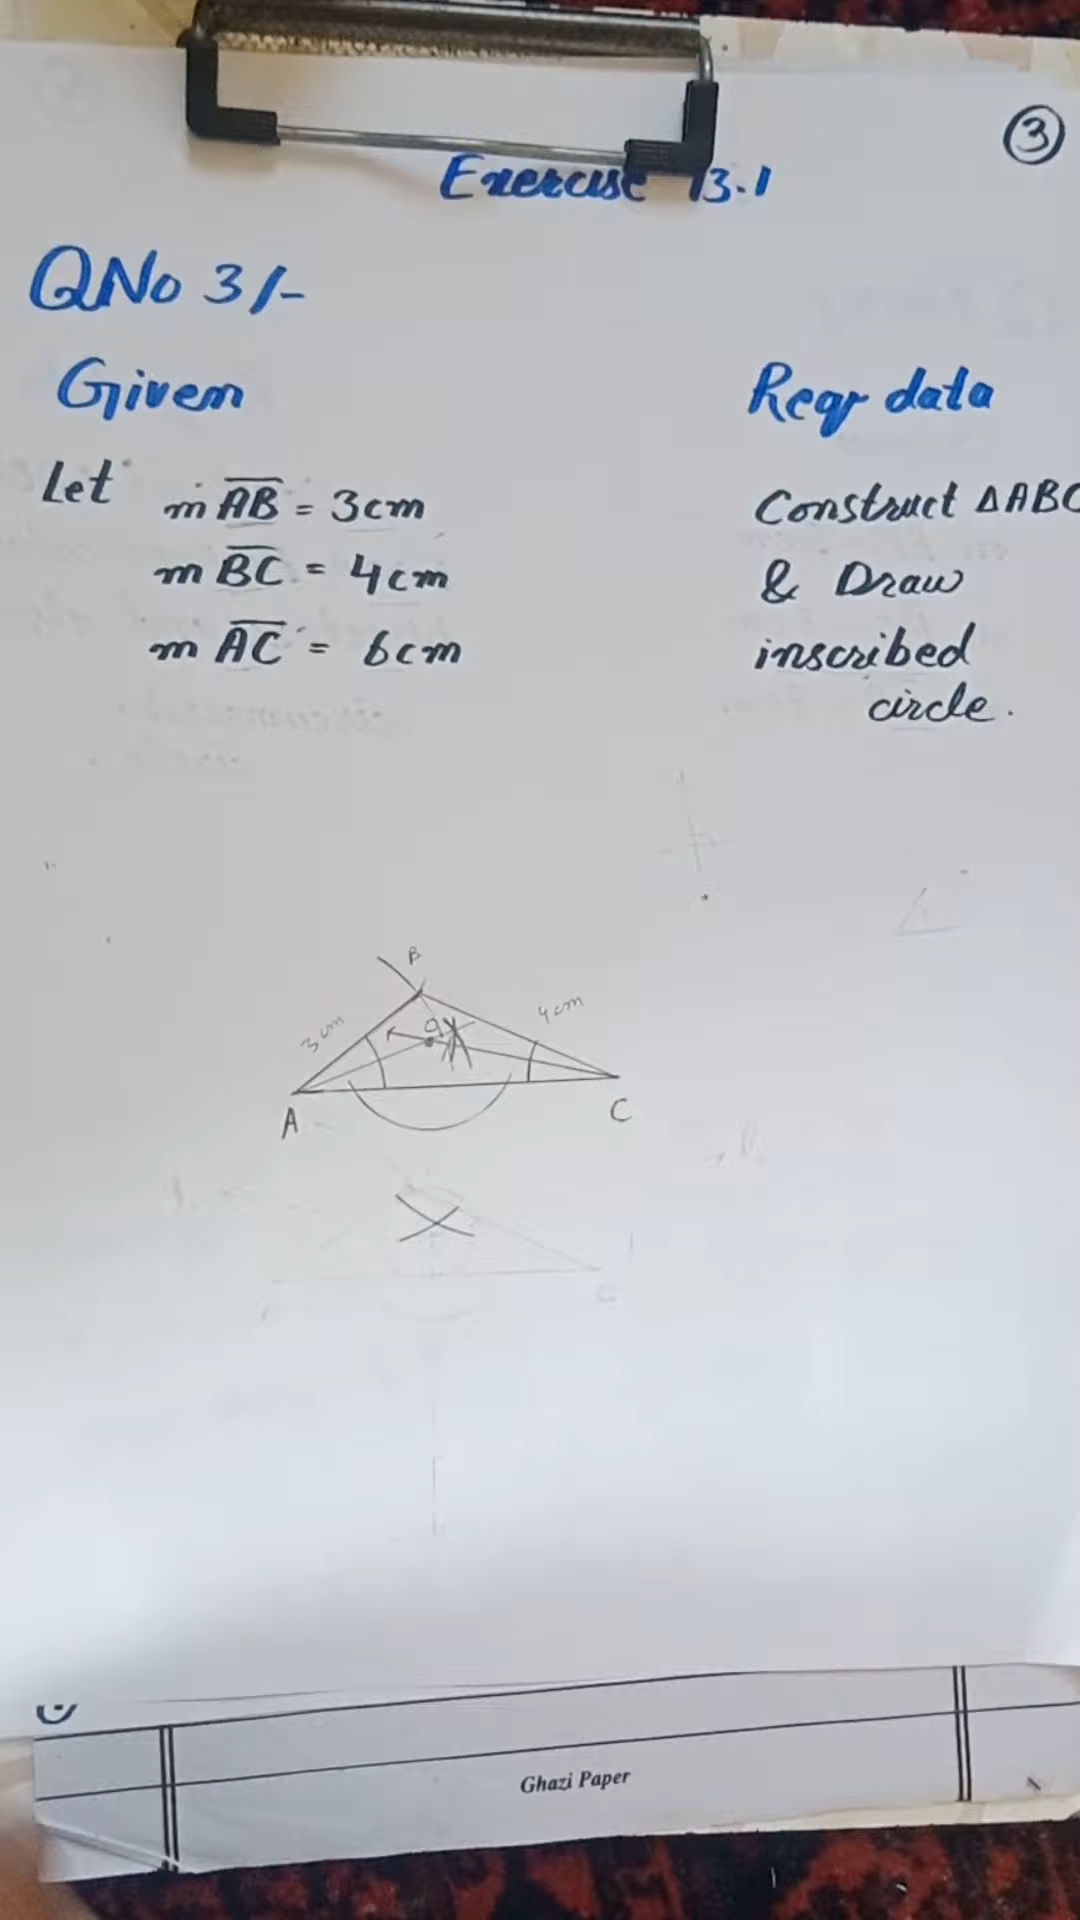 3
Exercise 13.1
QNo 3/-
Given
Reqr data
Let m AB = 3cm
m BC = 4cm
m AC = 6cm
Construct ΔABC
& Draw
inscribed
circle.
B
3cm
4cm
A
C
Ghazi Paper